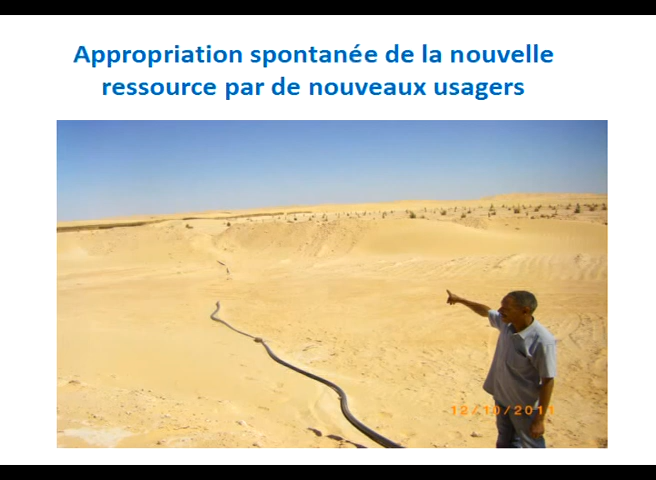 Appropriation spontanée de la nouvelle
ressource par de nouveaux usagers
12/10/2011